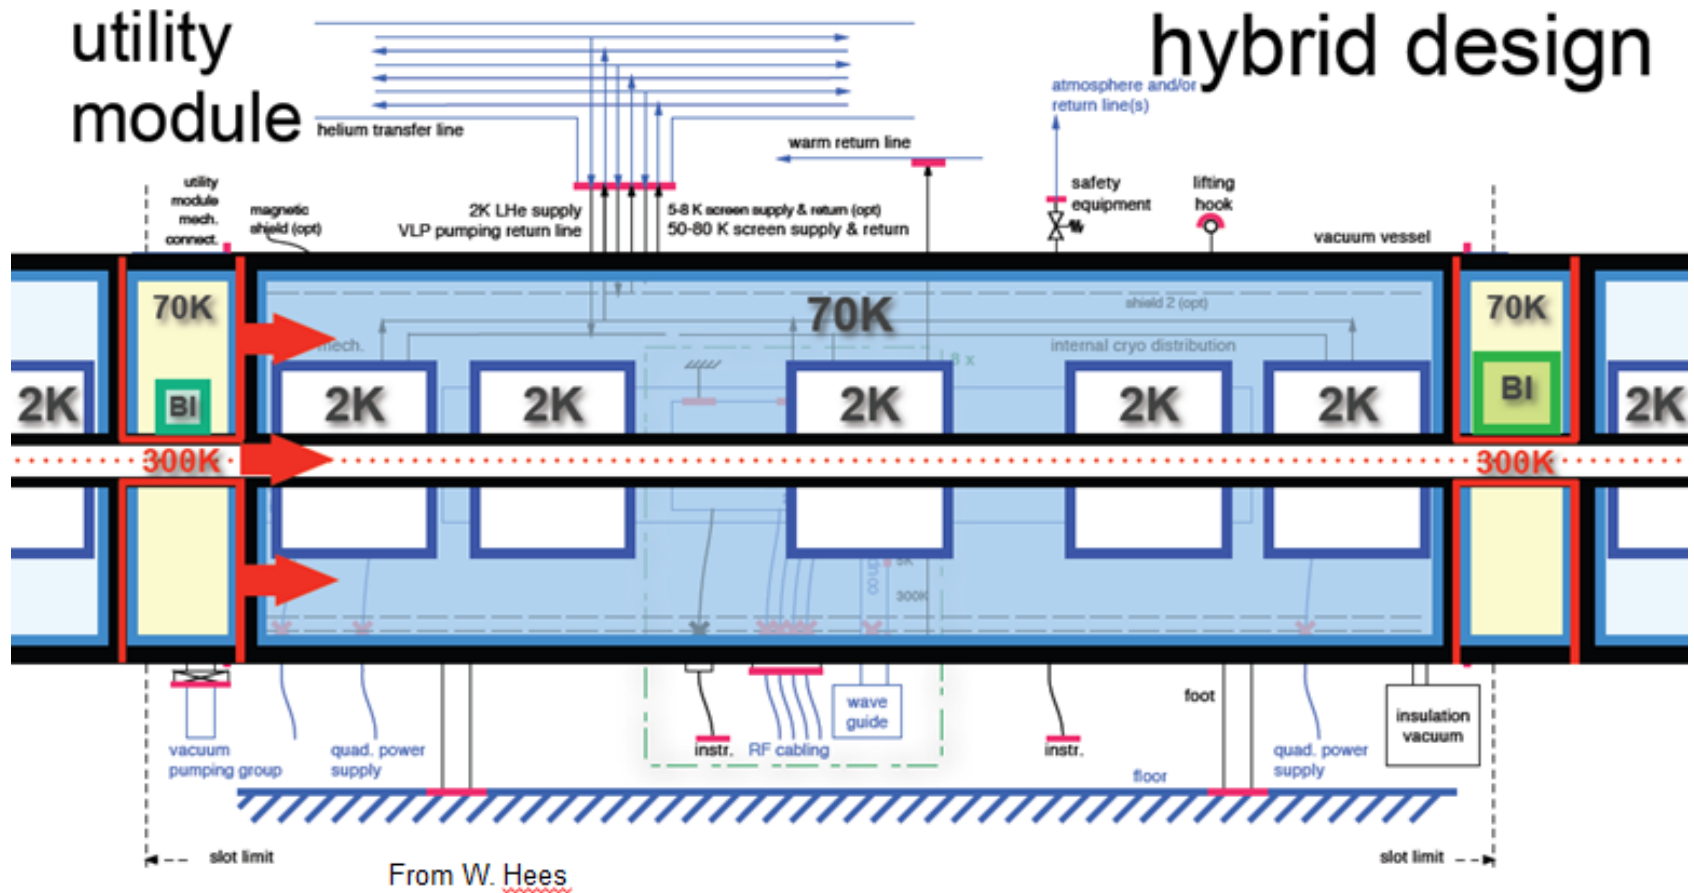 utility
module
hybrid design
atmosphere and/or
return line(s)
helium transfer line
warm return line
utility
module
mech.
connect.
magnetic
shield (opt)
2K LHe supply
VLP pumping return line
5-8 K screen supply & return (opt)
50-80 K screen supply & return
safety
equipment
lifting
hook
vacuum vessel
70K
70K
70K
shield 2 (opt)
mech.
internal cryo distribution
8 x
2K
BI
2K
2K
2K
2K
2K
BI
2K
300K
300K
5K
300K
vacuum
pumping group
quad. power
supply
instr.
RF cabling
wave
guide
instr.
foot
floor
quad. power
supply
insulation
vacuum
slot limit
slot limit
From W. Hees